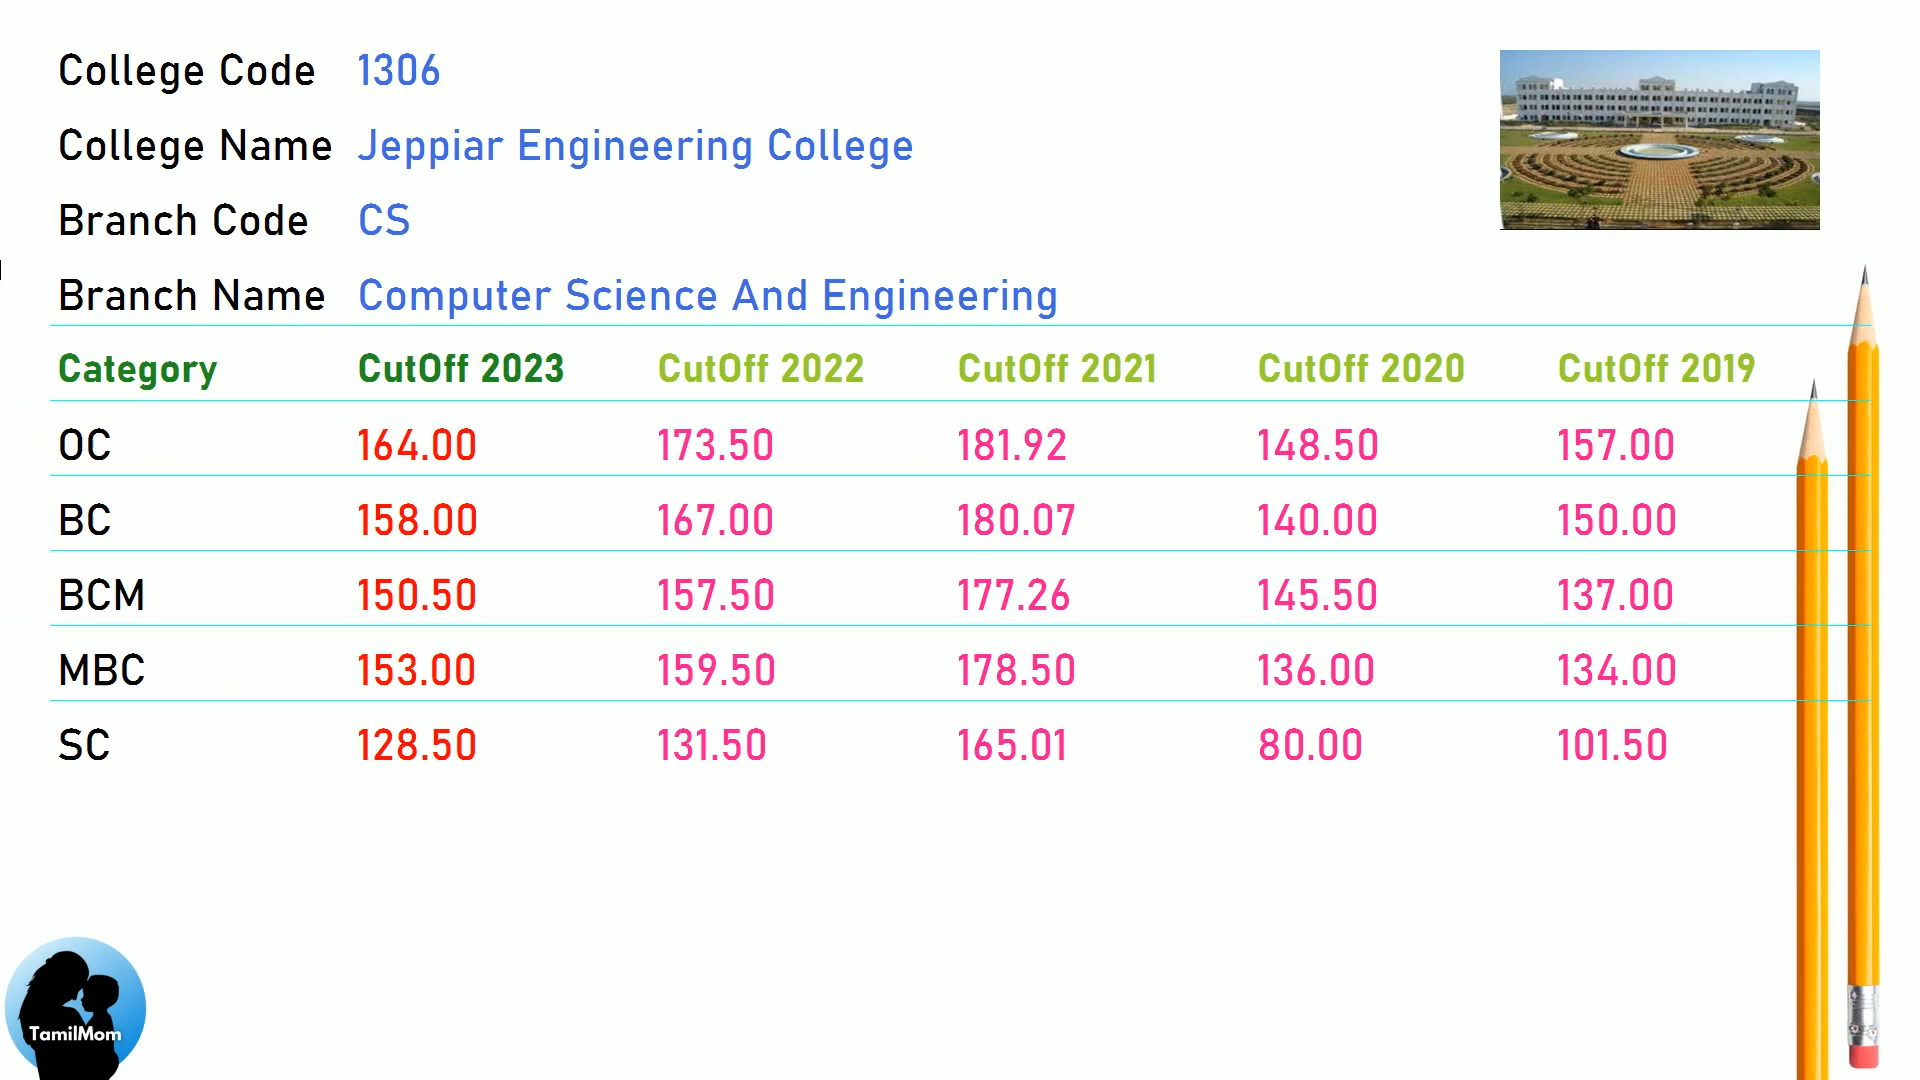 College Code 1306
College Name Jeppiar Engineering College
Branch Code CS
Branch Name Computer Science And Engineering
Category CutOff 2023 CutOff 2022 CutOff 2021 CutOff 2020 CutOff 2019
OC 164.00 173.50 181.92 148.50 157.00
BC 158.00 167.00 180.07 140.00 150.00
BCM 150.50 157.50 177.26 145.50 137.00
MBC 153.00 159.50 178.50 136.00 134.00
SC 128.50 131.50 165.01 80.00 101.50
TamilMom